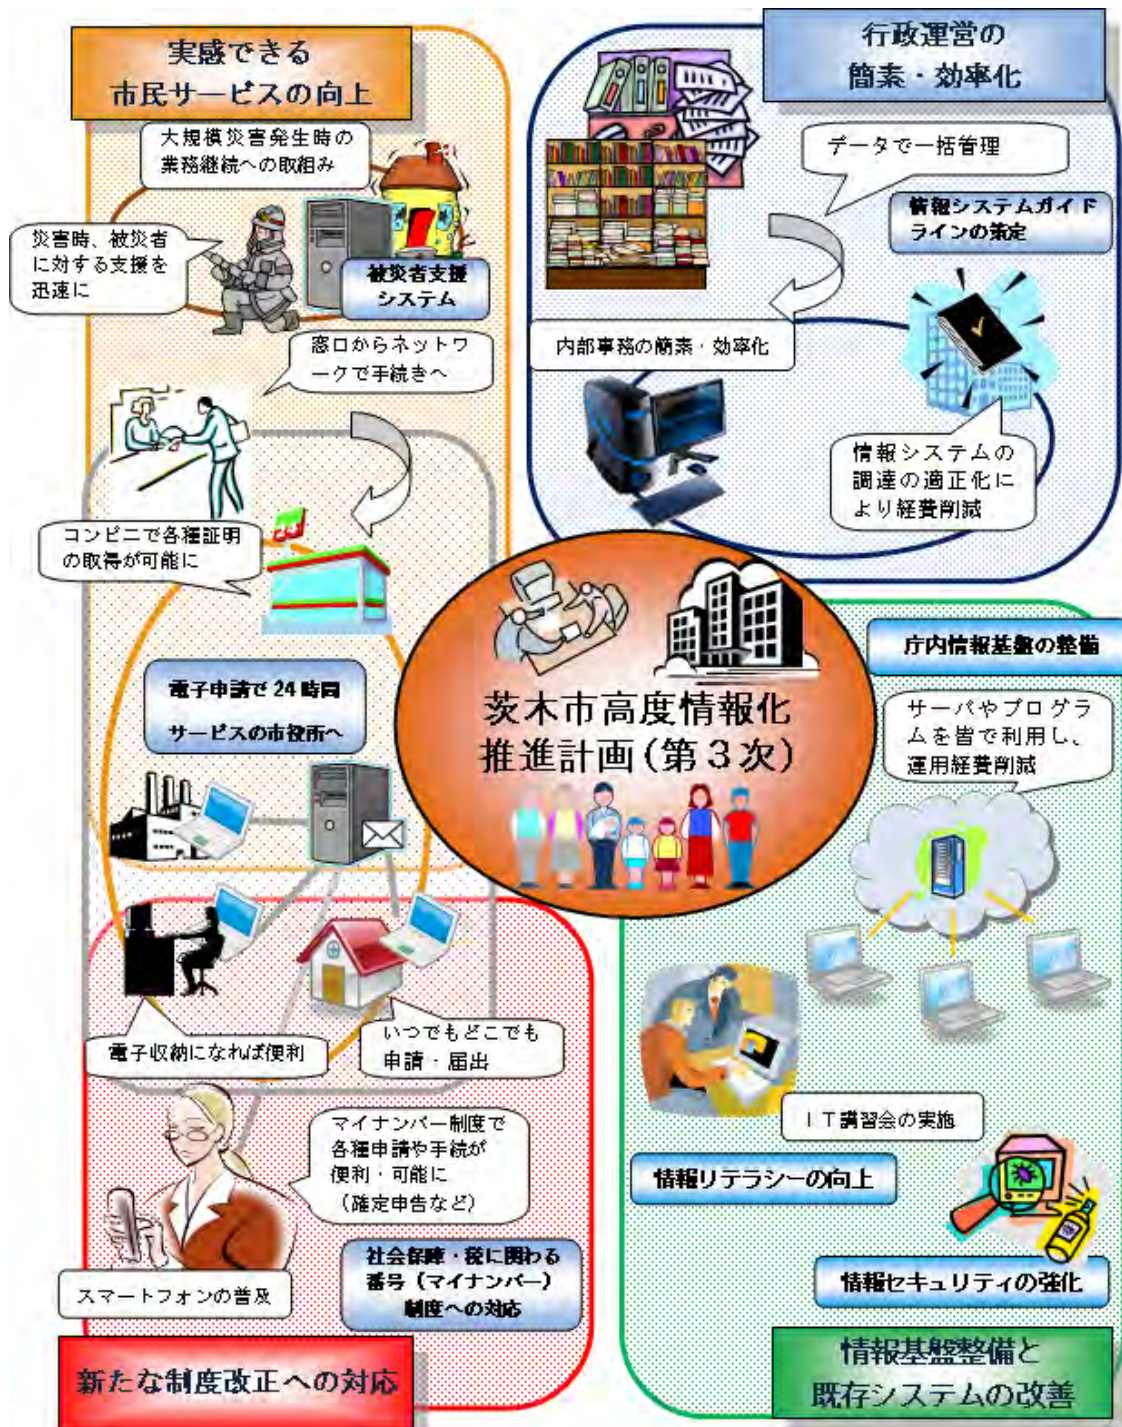 実感できる
市民サービスの向上
大規模災害発生時の
業務継続への取組み
災害時、被災者
に対する支援を
迅速に
被災者支援
システム
窓口からネットワ
ークで手続きへ
コンビニで各種証明
の取得が可能に
電子申請で24時間
サービスの市役所へ
電子収納になれば便利
いつでもどこでも
申請・届出
行政運営の
簡素・効率化
データで一括管理
情報システムガイド
ラインの策定
内部事務の簡素・効率化
情報システムの
調達の適正化に
より経費削減
茨木市高度情報化
推進計画(第3次)
庁内情報基盤の整備
サーバやプログラ
ムを皆で利用し、
運用経費削減
IT講習会の実施
情報リテラシーの向上
情報セキュリティの強化
情報基盤整備と
既存システムの改善
マイナンバー制度で
各種申請や手続が
便利・可能に
(確定申告など)
スマートフォンの普及
社会保障・税に関わる
番号(マイナンバー)
制度への対応
新たな制度改正への対応